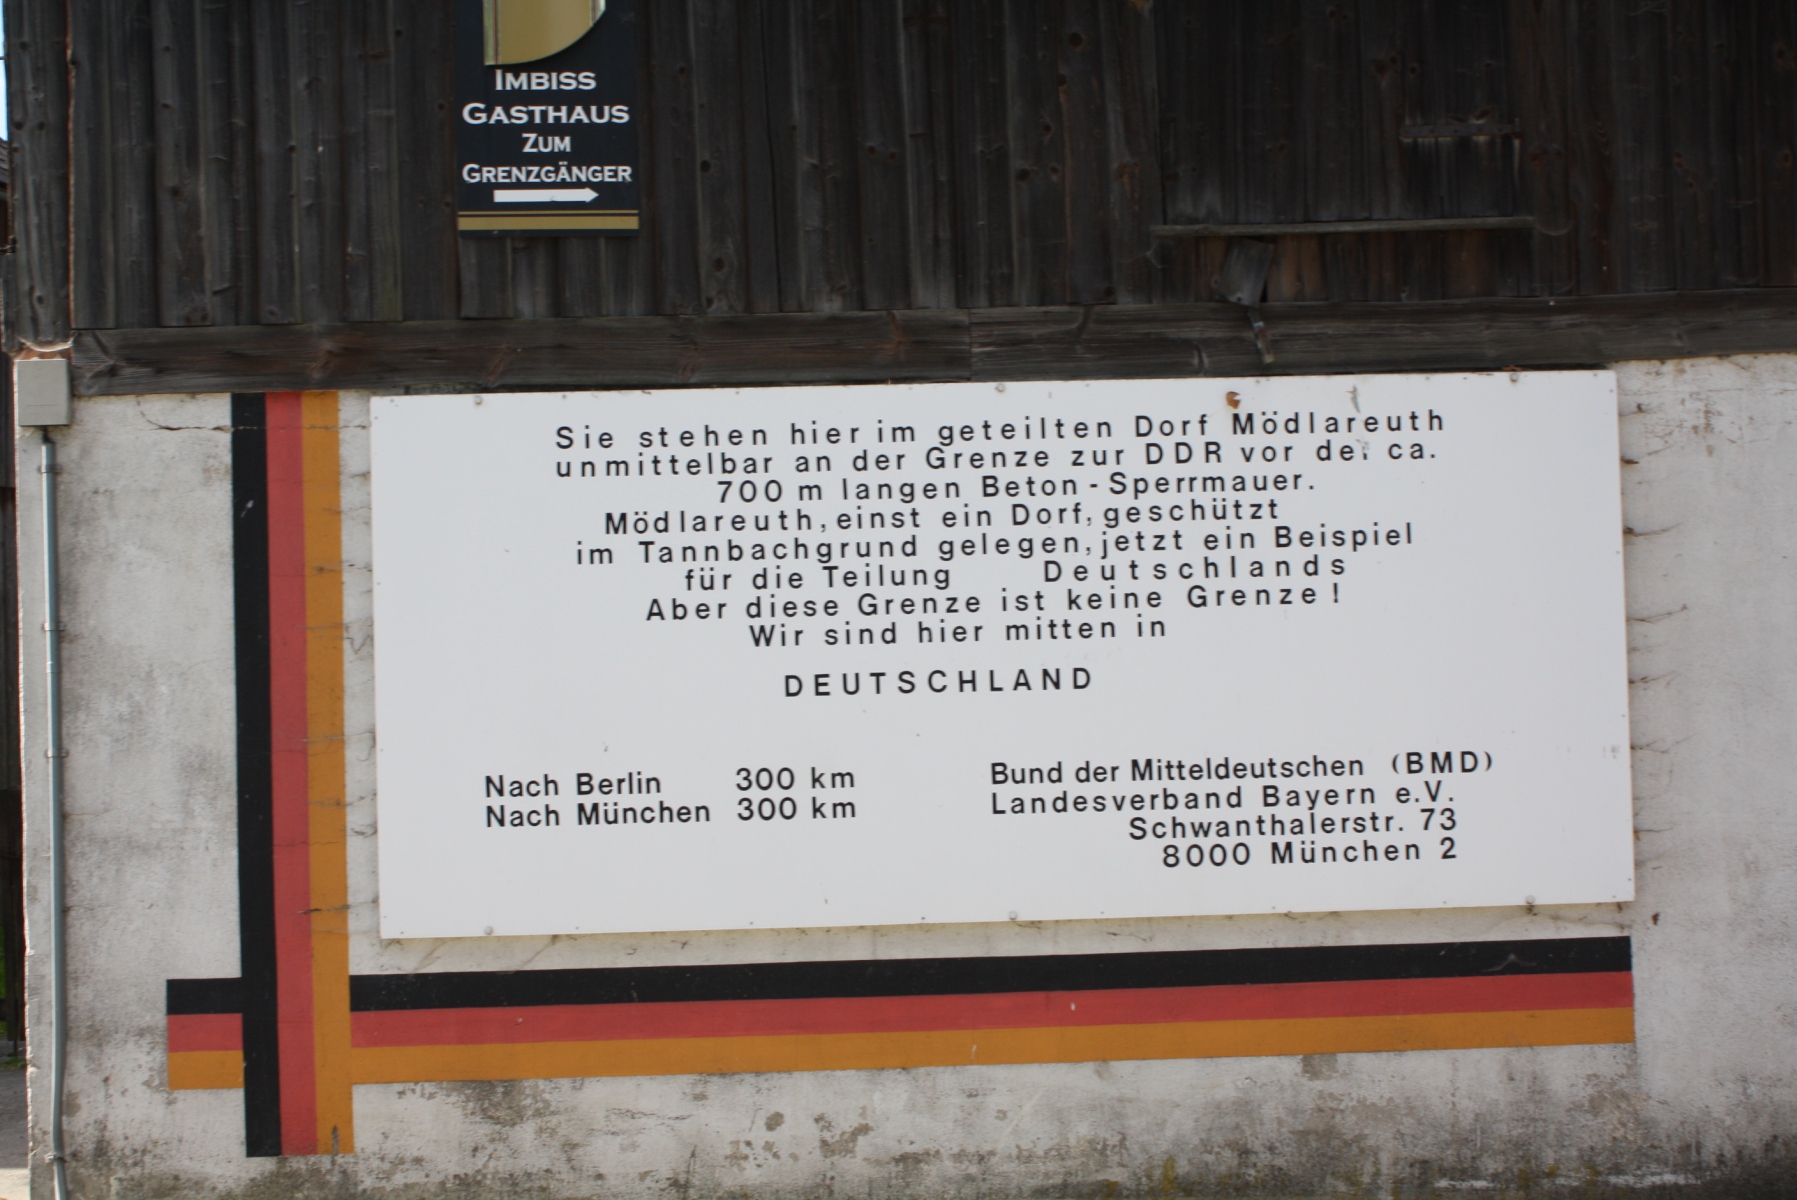 IMBISS
GASTHAUS
ZUM
GRENZGÄNGER
Sie stehen hier im geteilten Dorf Mödlareuth
unmittelbar an der Grenze zur DDR vor der ca.
700 m langen Beton - Sperrmauer.
Mödlareuth, einst ein Dorf, geschützt
im Tannbachgrund gelegen, jetzt ein Beispiel
für die Teilung Deutschlands
Aber diese Grenze ist keine Grenze !
Wir sind hier mitten in
DEUTSCHLAND
Nach Berlin 300 km
Nach München 300 km
Bund der Mitteldeutschen (BMD)
Landesverband Bayern e.V.
Schwanthalerstr. 73
8000 München 2